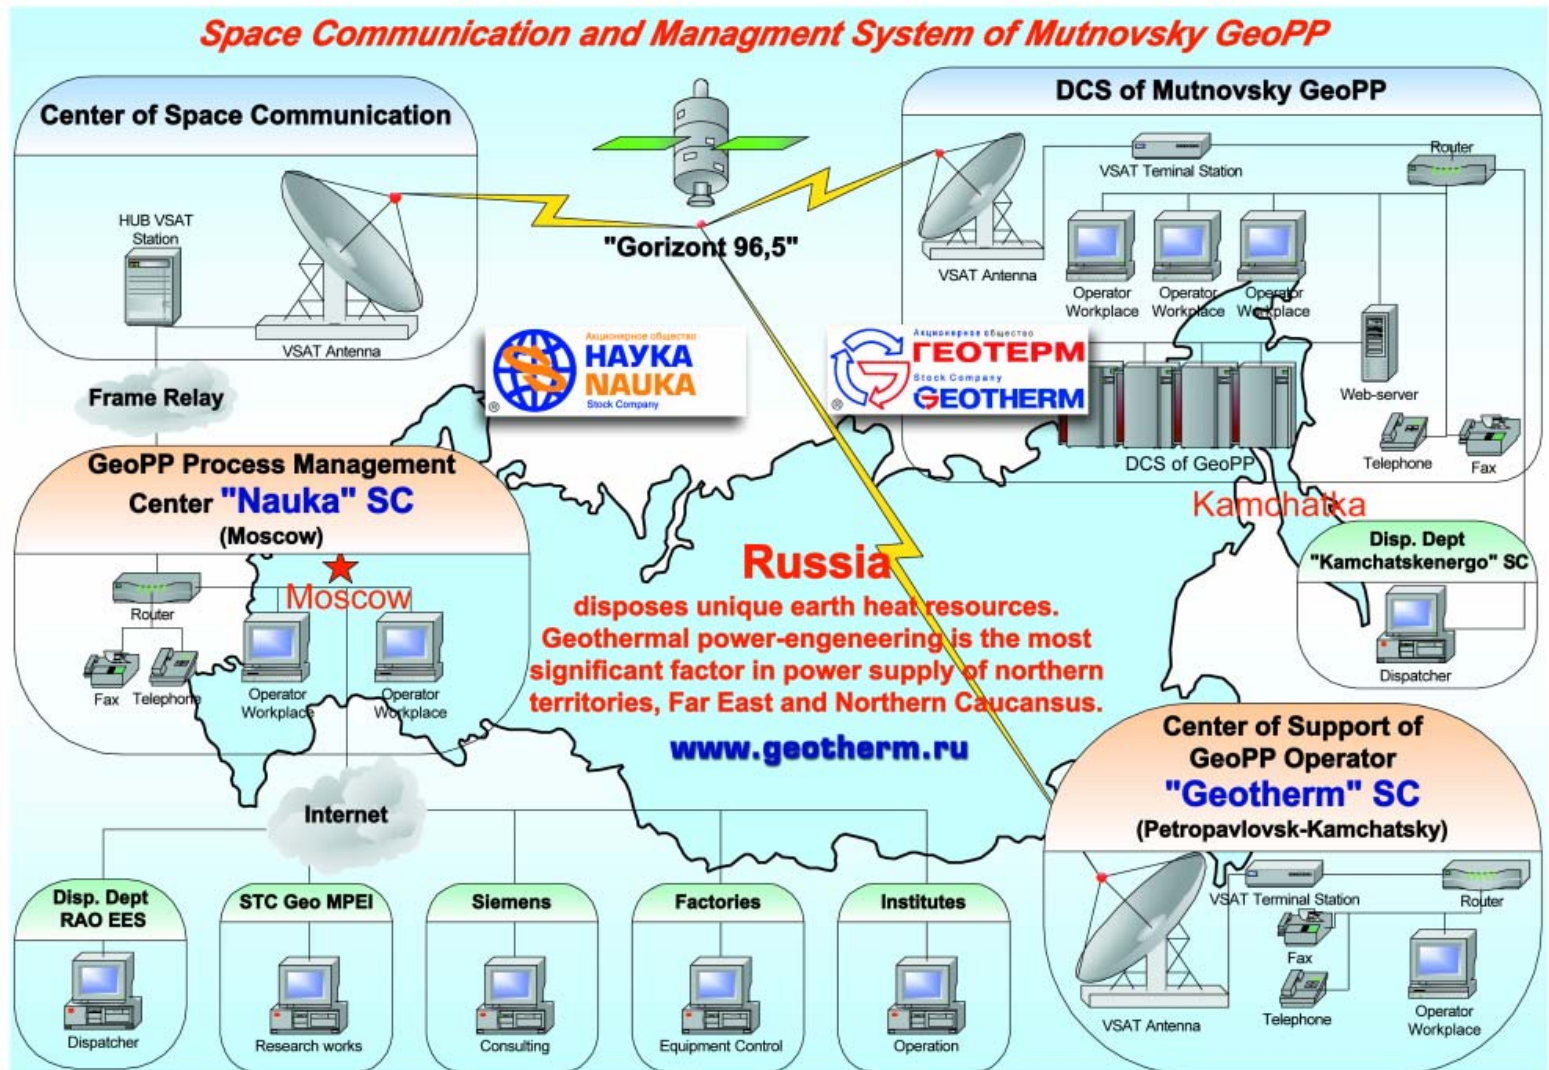 Space Communication and Managment System of Mutnovsky GeoPP
Center of Space Communication
HUB VSAT
Station
VSAT Antenna
"Gorizont 96,5"
DCS of Mutnovsky GeoPP
VSAT Teminal Station
Router
VSAT Antenna
Operator
Workplace
Operator
Workplace
Operator
Workplace
Web-server
Telephone
Fax
DCS of GeoPP
Frame Relay
Акционерное общество
НАУКА
NAUKA
Stock Company
®
Акционерное общество
ГЕОТЕРМ
Stock Company
GEOTHERM
®
GeoPP Process Management
Center "Nauka" SC
(Moscow)
Moscow
Router
Fax
Telephone
Operator
Workplace
Operator
Workplace
Kamchatka
Disp. Dept
"Kamchatskenergo" SC
Dispatcher
Russia
disposes unique earth heat resources.
Geothermal power-engeneering is the most
significant factor in power supply of northern
territories, Far East and Northern Caucansus.
www.geotherm.ru
Center of Support of
GeoPP Operator
"Geotherm" SC
(Petropavlovsk-Kamchatsky)
VSAT Terminal Station
Router
Fax
Telephone
VSAT Antenna
Operator
Workplace
Internet
Disp. Dept
RAO EES
Dispatcher
STC Geo MPEI
Research works
Siemens
Consulting
Factories
Equipment Control
Institutes
Operation